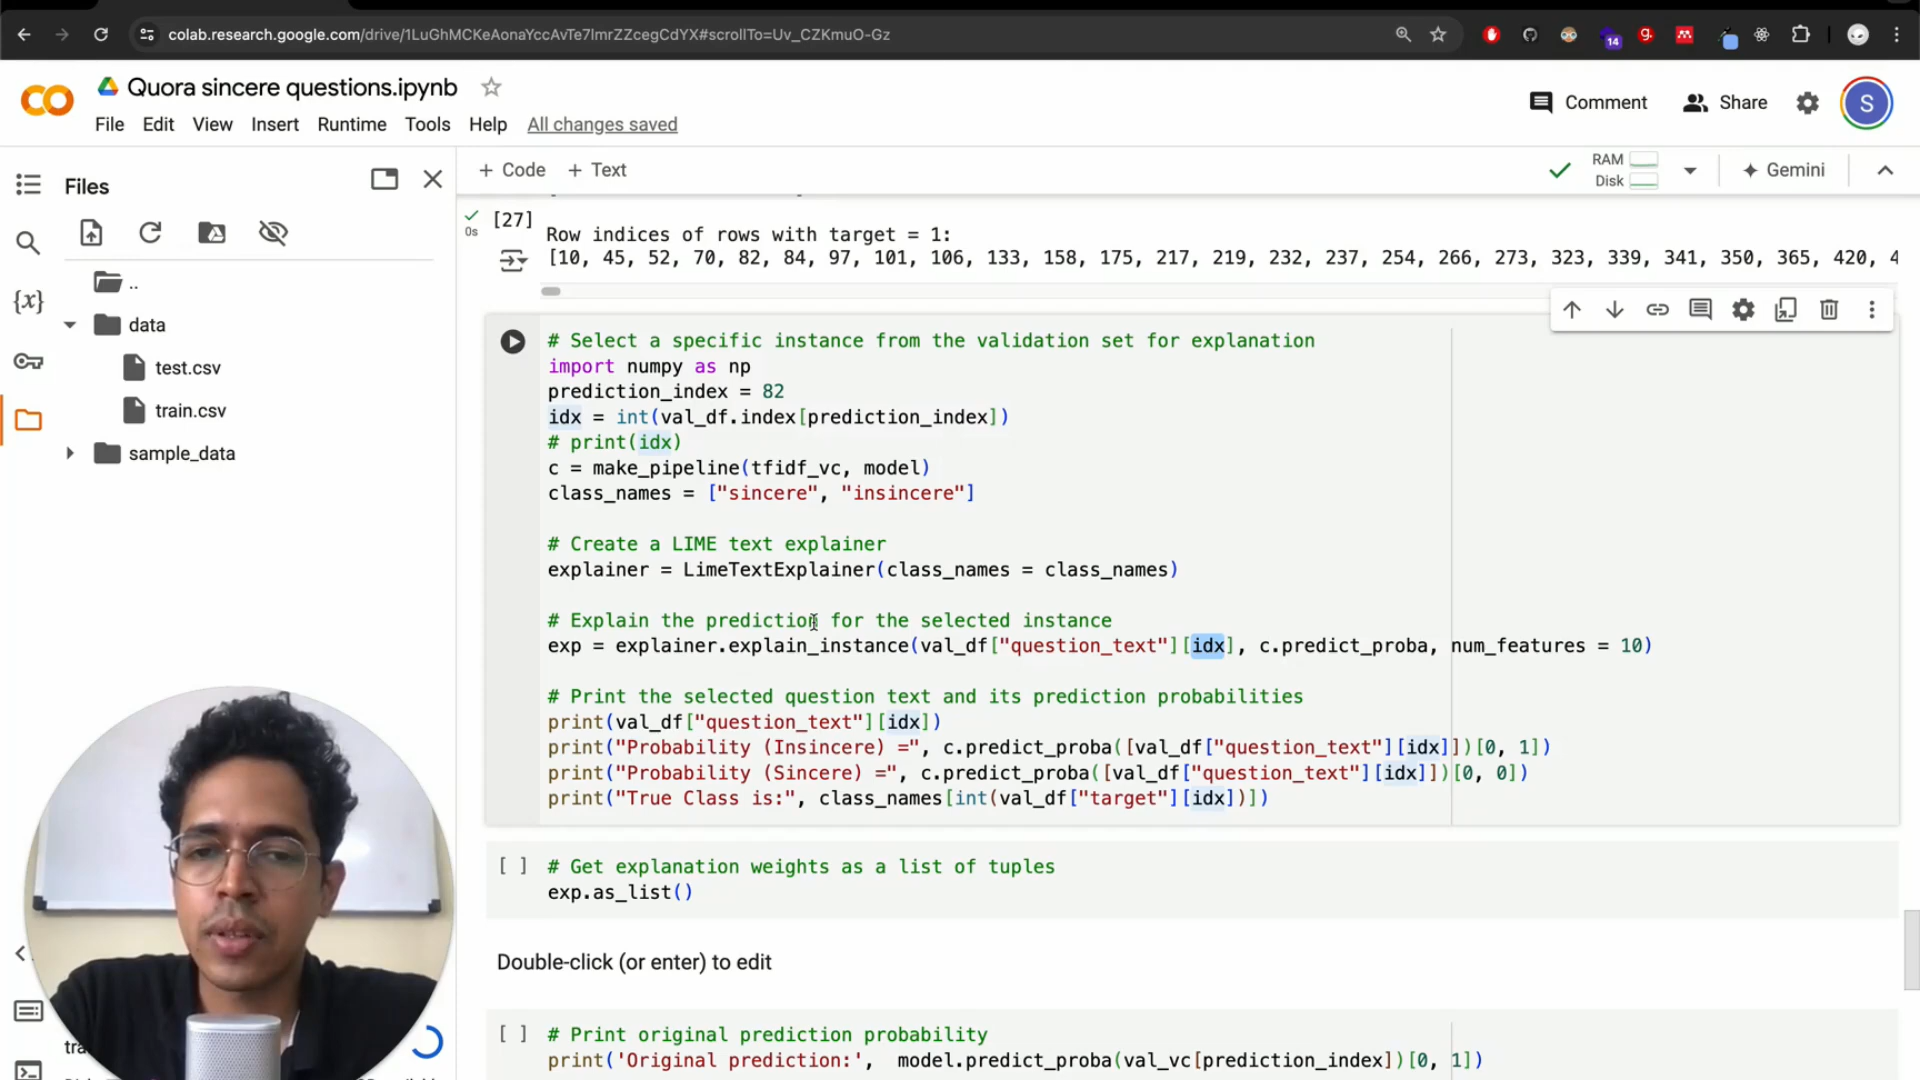 colab.research.google.com/drive/1LuGhMCKeAonaYccAvTe7lmrZZcegCdYX#scrollTo=Uv_CZKmuO-Gz
14
g.
Quora sincere questions.ipynb
Comment
Share
S
File Edit View Insert Runtime Tools Help All changes saved
Files
+ Code + Text
RAM
Disk
Gemini
..
data
test.csv
train.csv
sample_data
{x}
[27]
0s
Row indices of rows with target = 1:
[10, 45, 52, 70, 82, 84, 97, 101, 106, 133, 158, 175, 217, 219, 232, 237, 254, 266, 273, 323, 339, 341, 350, 365, 420, 4
# Select a specific instance from the validation set for explanation
import numpy as np
prediction_index = 82
idx = int(val_df.index[prediction_index])
# print(idx)
c = make_pipeline(tfidf_vc, model)
class_names = ["sincere", "insincere"]
# Create a LIME text explainer
explainer = LimeTextExplainer(class_names = class_names)
# Explain the prediction for the selected instance
exp = explainer.explain_instance(val_df["question_text"][idx], c.predict_proba, num_features = 10)
# Print the selected question text and its prediction probabilities
print(val_df["question_text"][idx])
print("Probability (Insincere) =", c.predict_proba([val_df["question_text"][idx]])[0, 1])
print("Probability (Sincere) =", c.predict_proba([val_df["question_text"][idx]])[0, 0])
print("True Class is:", class_names[int(val_df["target"][idx])])
[ ] # Get explanation weights as a list of tuples
exp.as_list()
Double-click (or enter) to edit
[ ] # Print original prediction probability
print('Original prediction:', model.predict_proba(val_vc[prediction_index])[0, 1])